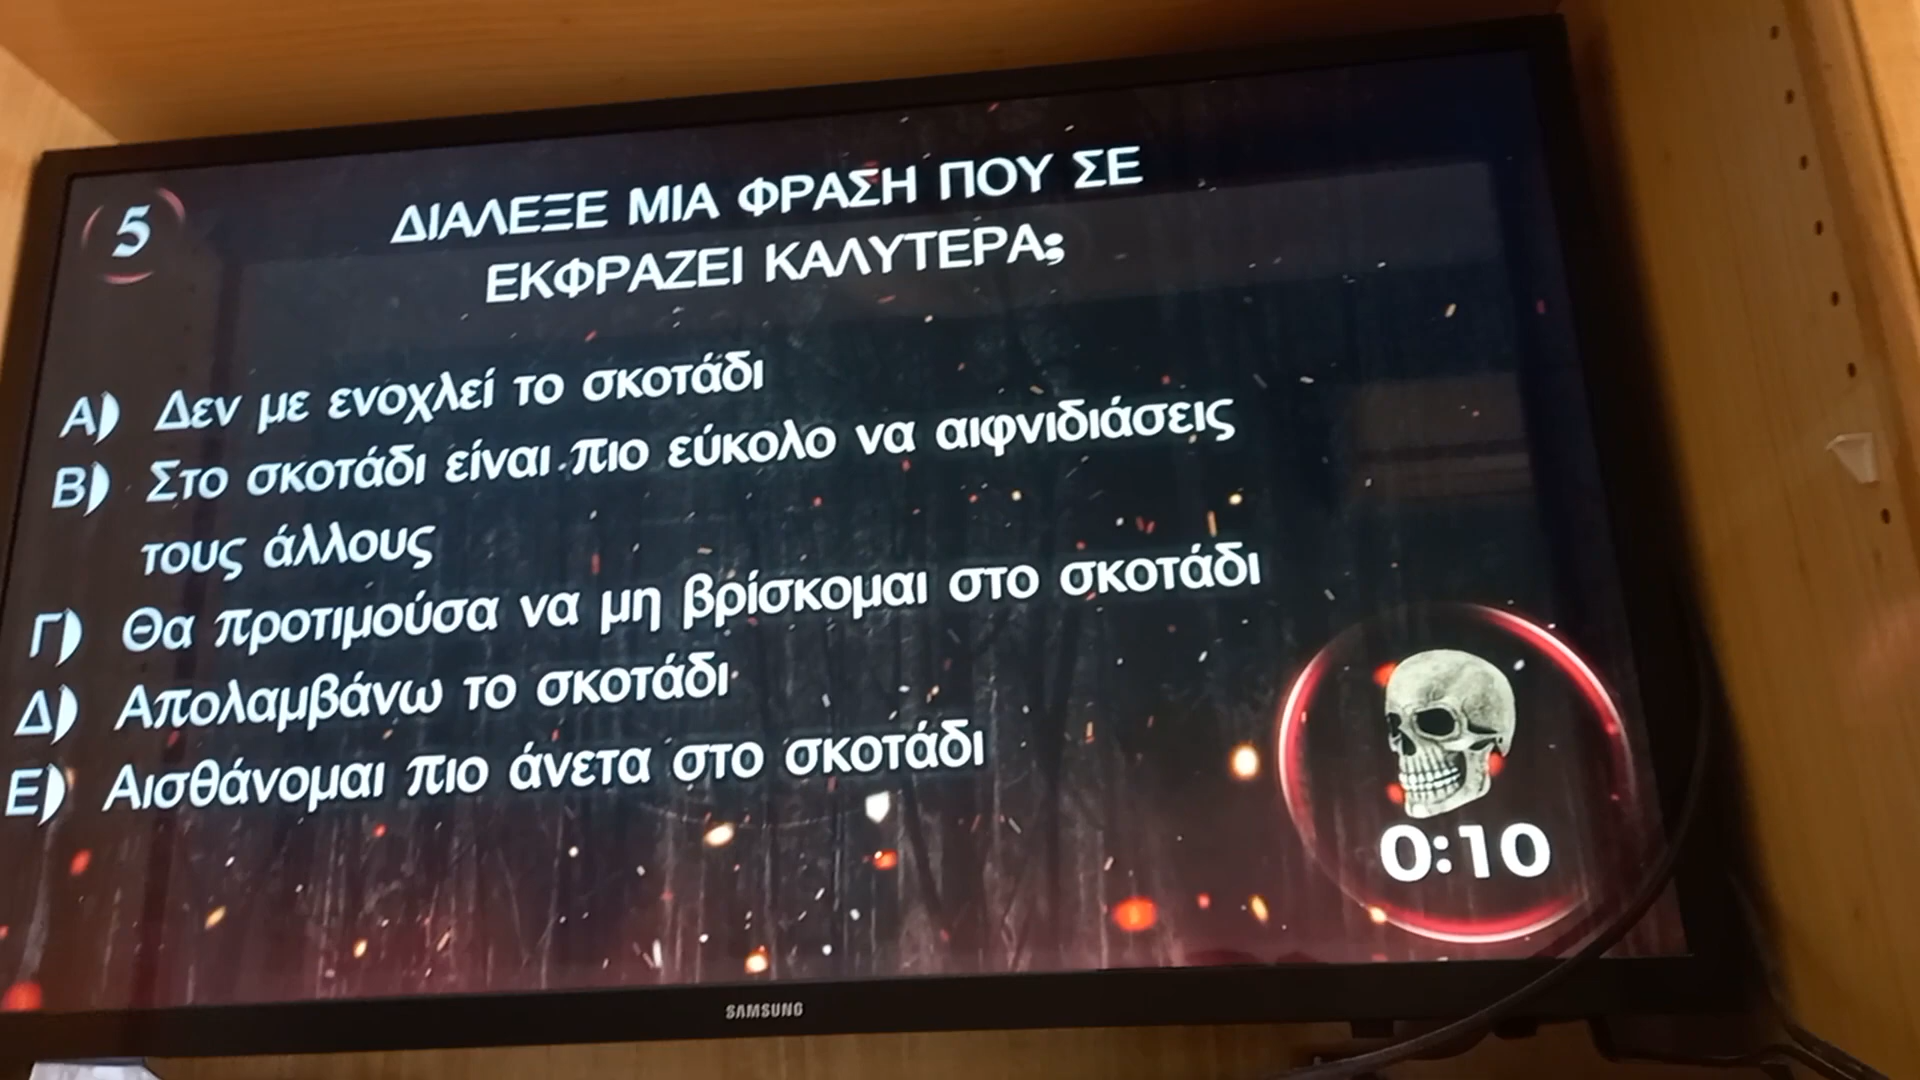 5
ΔΙΑΛΕΞΕ ΜΙΑ ΦΡΑΣΗ ΠΟΥ ΣΕ
ΕΚΦΡΑΖΕΙ ΚΑΛΥΤΕΡΑ;
Α) Δεν με ενοχλεί το σκοτάδι
Β) Στο σκοτάδι είναι πιο εύκολο να αιφνιδιάσεις
τους άλλους
Γ) Θα προτιμούσα να μη βρίσκομαι στο σκοτάδι
Δ) Απολαμβάνω το σκοτάδι
Ε) Αισθάνομαι πιο άνετα στο σκοτάδι
0:10
SAMSUNG